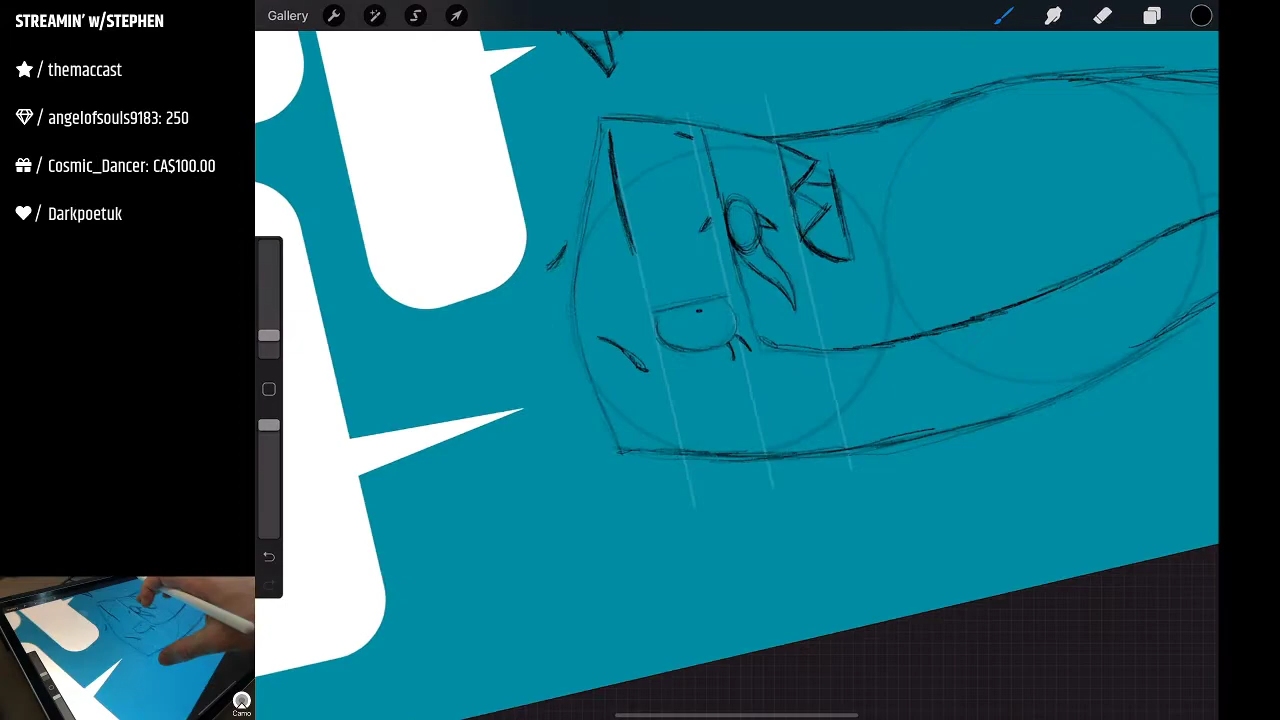 STREAMIN' w/STEPHEN
/ themaccast
/ angelofsouls9183: 250
/ Cosmic_Dancer: CA$100.00
/ Darkpoetuk
Gallery
Camo